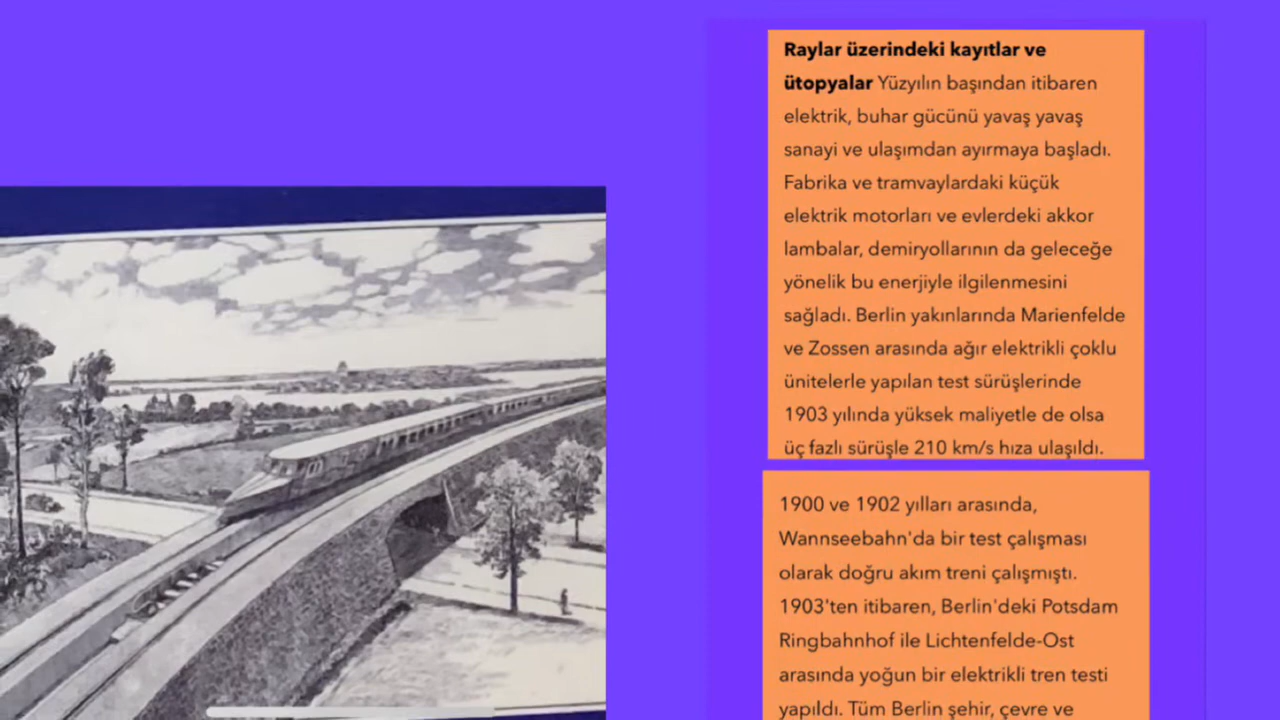 Raylar üzerindeki kayıtlar ve
ütopyalar Yüzyılın başından itibaren
elektrik, buhar gücünü yavaş yavaş
sanayi ve ulaşımdan ayırmaya başladı.
Fabrika ve tramvaylardaki küçük
elektrik motorları ve evlerdeki akkor
lambalar, demiryollarının da geleceğe
yönelik bu enerjiyle ilgilenmesini
sağladı. Berlin yakınlarında Marienfelde
ve Zossen arasında ağır elektrikli çoklu
ünitelerle yapılan test sürüşlerinde
1903 yılında yüksek maliyetle de olsa
üç fazlı sürüşle 210 km/s hıza ulaşıldı.
1900 ve 1902 yılları arasında,
Wannseebahn'da bir test çalışması
olarak doğru akım treni çalışmıştı.
1903'ten itibaren, Berlin'deki Potsdam
Ringbahnhof ile Lichtenfelde-Ost
arasında yoğun bir elektrikli tren testi
yapıldı. Tüm Berlin şehir, çevre ve